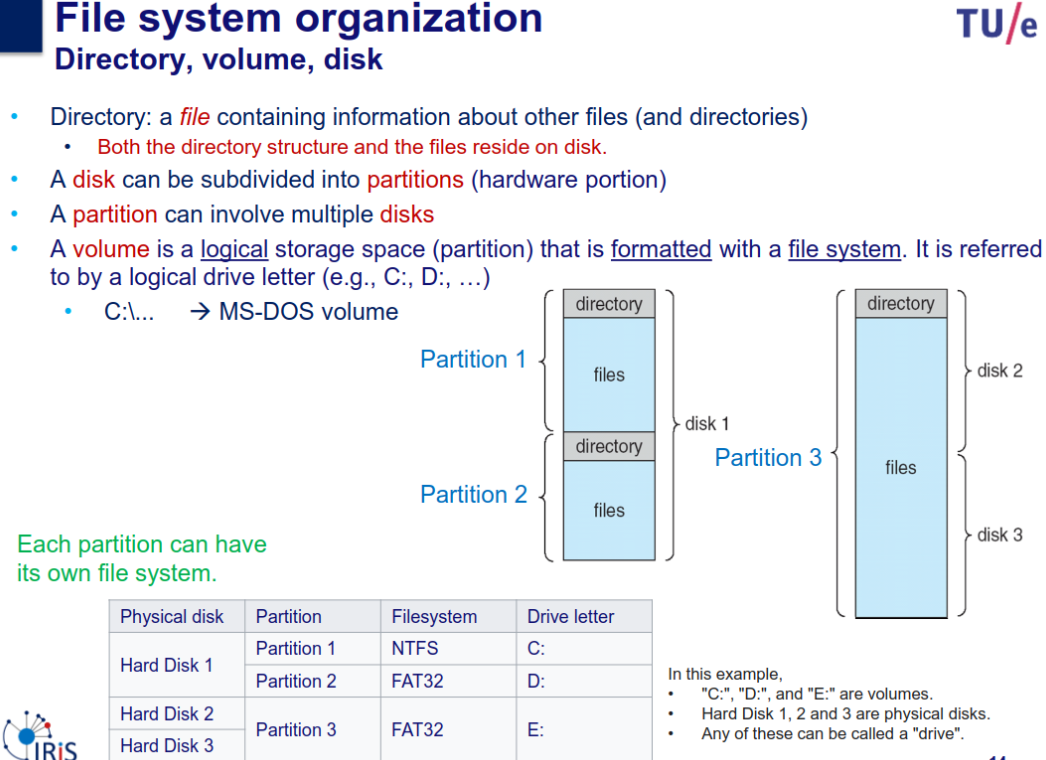 File system organization
TU/e
Directory, volume, disk
• Directory: a file containing information about other files (and directories)
• Both the directory structure and the files reside on disk.
• A disk can be subdivided into partitions (hardware portion)
• A partition can involve multiple disks
• A volume is a logical storage space (partition) that is formatted with a file system. It is referred
to by a logical drive letter (e.g., C:, D:, …)
• C:\... → MS-DOS volume
directory
files
Partition 1
directory
files
Partition 2
disk 1
directory
files
Partition 3
disk 2
disk 3
Each partition can have
its own file system.
Physical disk Partition Filesystem Drive letter
Hard Disk 1 Partition 1 NTFS C:
Partition 2 FAT32 D:
Hard Disk 2 Partition 3 FAT32 E:
Hard Disk 3
In this example,
• "C:", "D:", and "E:" are volumes.
• Hard Disk 1, 2 and 3 are physical disks.
• Any of these can be called a "drive".
IRiS